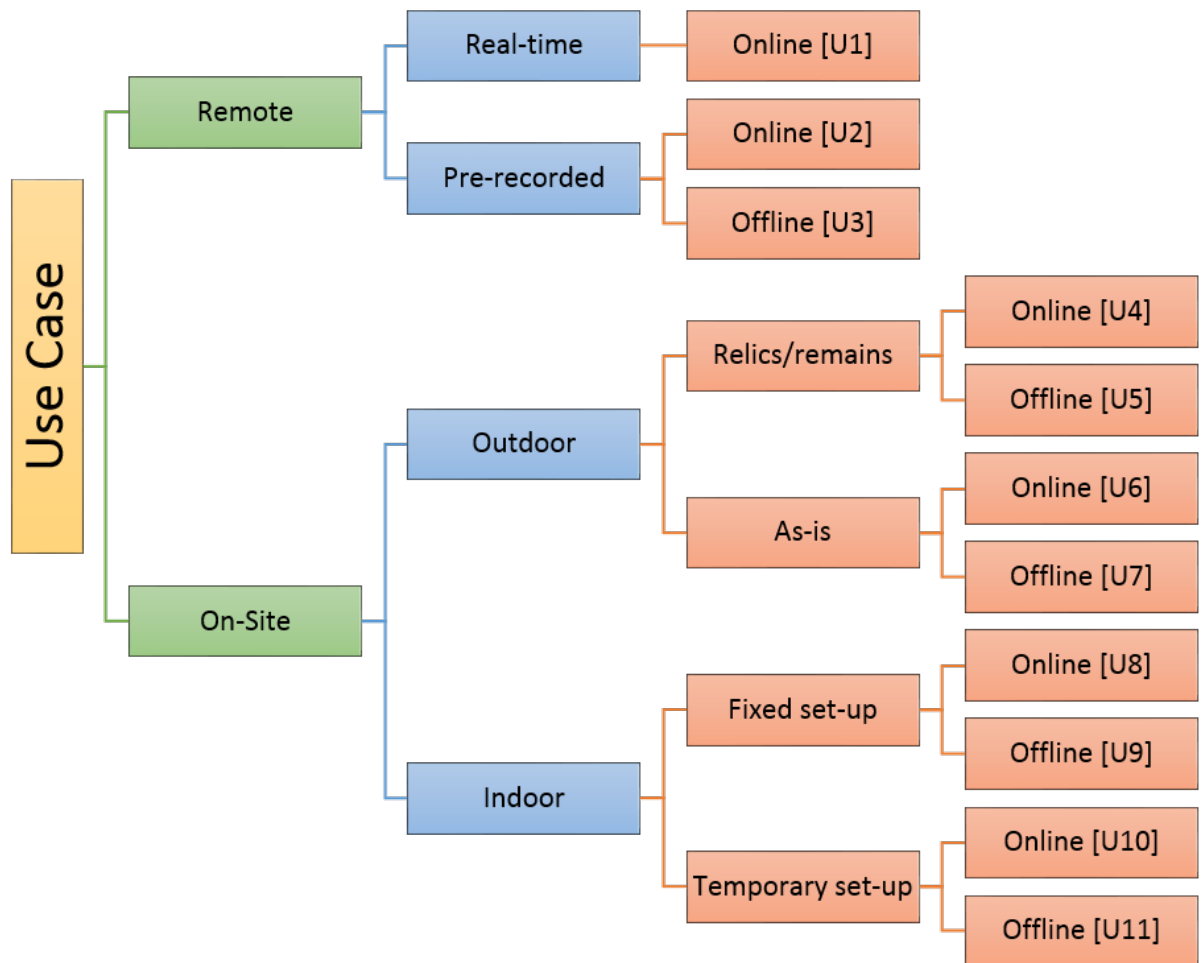 Use Case
Remote
Real-time
Online [U1]
Pre-recorded
Online [U2]
Offline [U3]
On-Site
Outdoor
Relics/remains
Online [U4]
Offline [U5]
As-is
Online [U6]
Offline [U7]
Indoor
Fixed set-up
Online [U8]
Offline [U9]
Temporary set-up
Online [U10]
Offline [U11]